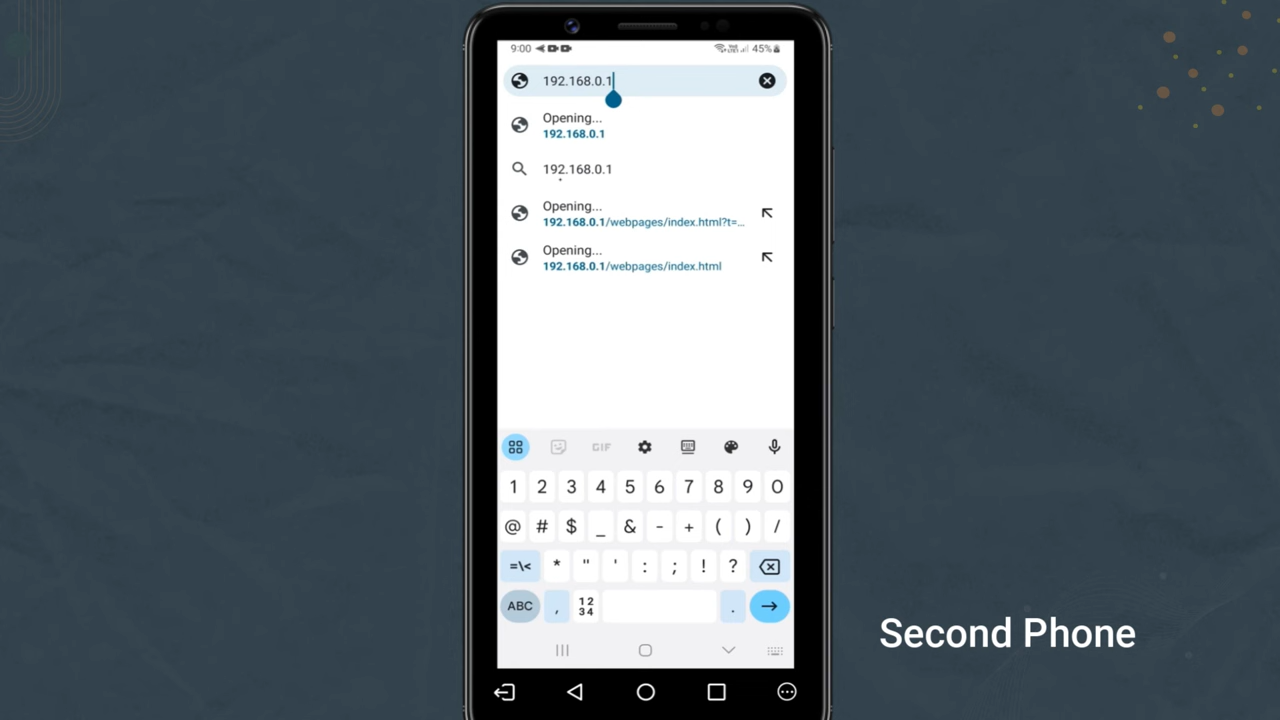 9:00
45%
192.168.0.1
Opening...
192.168.0.1
192.168.0.1
Opening...
192.168.0.1/webpages/index.html?t=...
Opening...
192.168.0.1/webpages/index.html
GIF
1 2 3 4 5 6 7 8 9 0
@ # $ _ & - + ( ) /
=\< * " ' : ; ! ?
ABC , 12 34 .
Second Phone